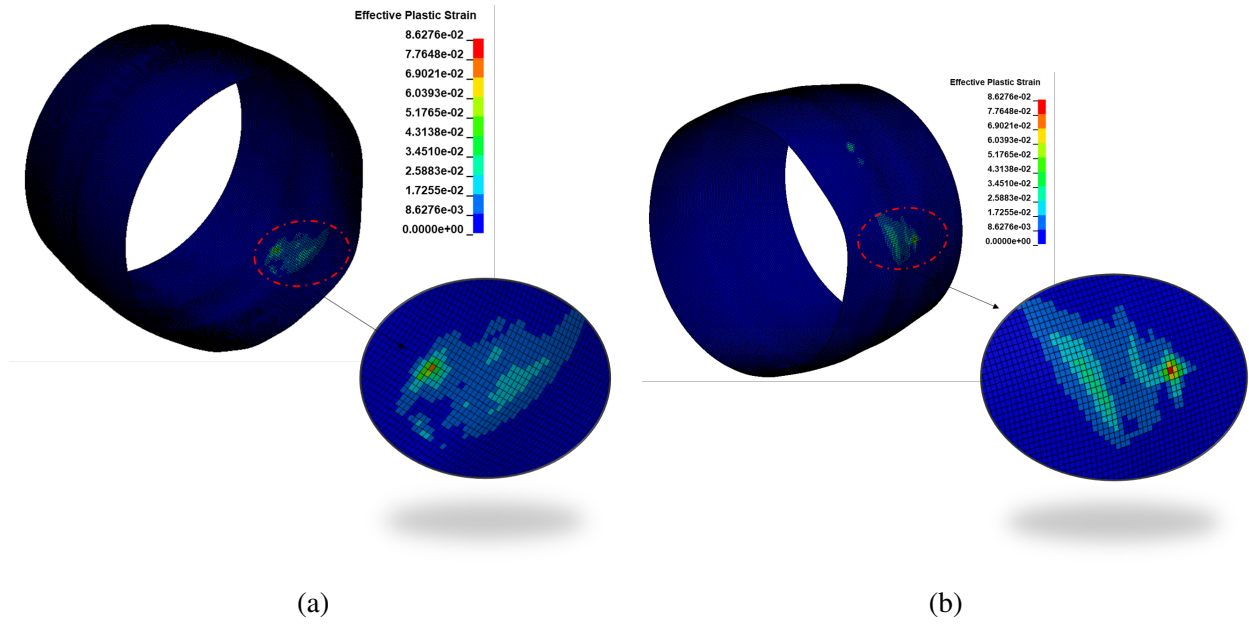 Effective Plastic Strain
8.6276e-02
7.7648e-02
6.9021e-02
6.0393e-02
5.1765e-02
4.3138e-02
3.4510e-02
2.5883e-02
1.7255e-02
8.6276e-03
0.0000e+00
Effective Plastic Strain
8.6276e-02
7.7648e-02
6.9021e-02
6.0393e-02
5.1765e-02
4.3138e-02
3.4510e-02
2.5883e-02
1.7255e-02
8.6276e-03
0.0000e+00
(a)
(b)